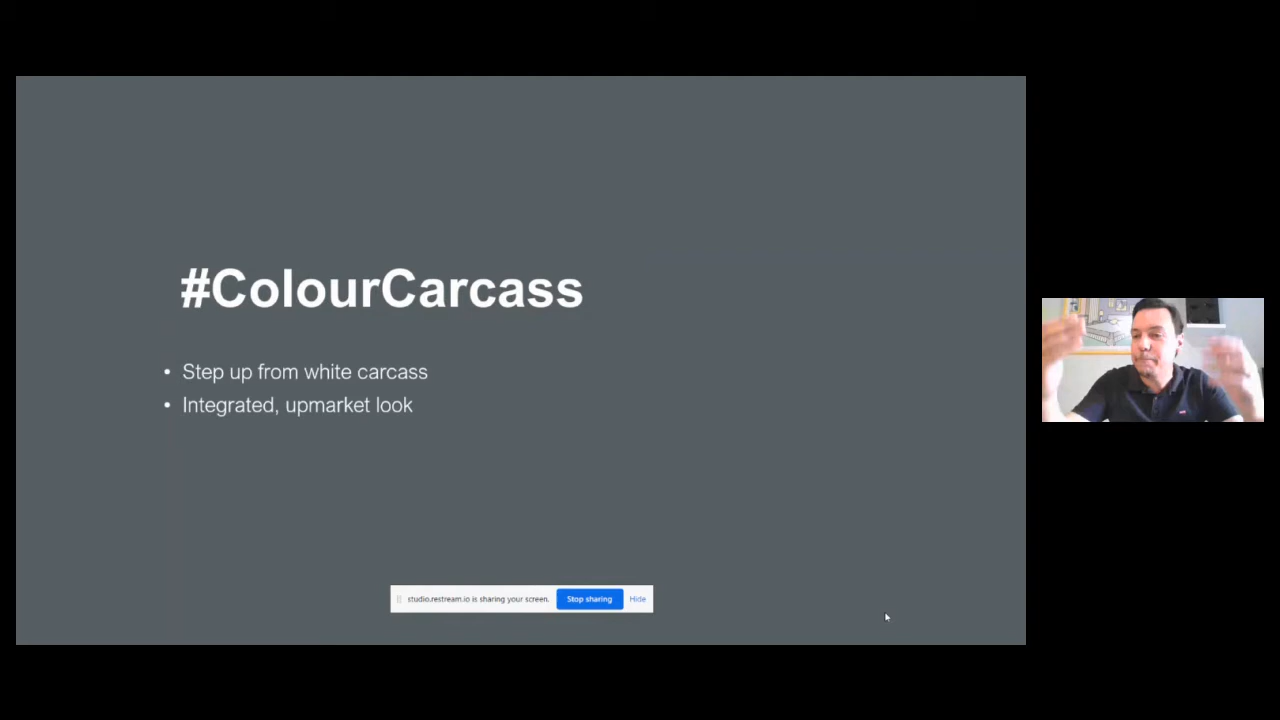 #ColourCarcass
• Step up from white carcass
• Integrated, upmarket look
studio.restream.io is sharing your screen. Stop sharing Hide